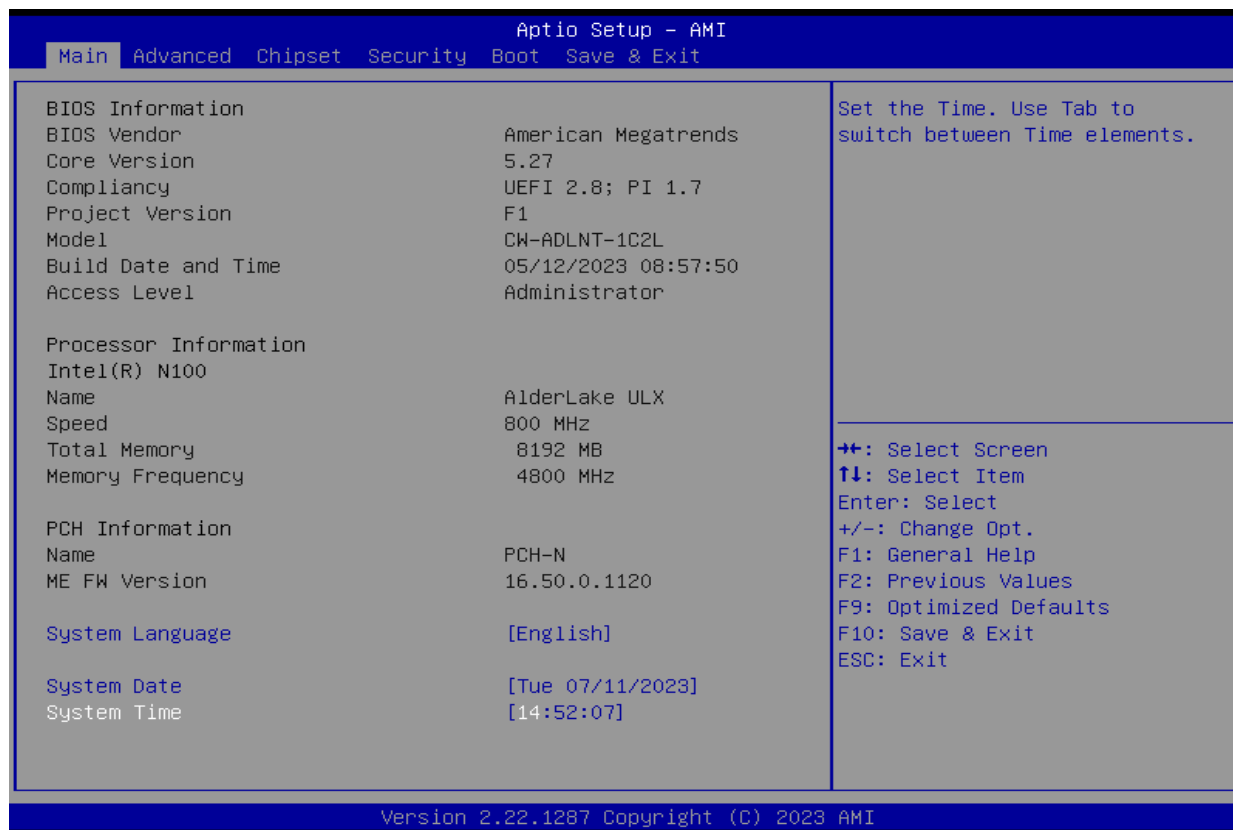 Aptio Setup – AMI
Main Advanced Chipset Security Boot Save & Exit
BIOS Information
BIOS Vendor American Megatrends
Core Version 5.27
Compliancy UEFI 2.8; PI 1.7
Project Version F1
Model CW-ADLNT-1C2L
Build Date and Time 05/12/2023 08:57:50
Access Level Administrator
Processor Information
Intel(R) N100
Name AlderLake ULX
Speed 800 MHz
Total Memory 8192 MB
Memory Frequency 4800 MHz
PCH Information
Name PCH-N
ME FW Version 16.50.0.1120
System Language [English]
System Date [Tue 07/11/2023]
System Time [14:52:07]
Set the Time. Use Tab to
switch between Time elements.
→←: Select Screen
↑↓: Select Item
Enter: Select
+/-: Change Opt.
F1: General Help
F2: Previous Values
F9: Optimized Defaults
F10: Save & Exit
ESC: Exit
Version 2.22.1287 Copyright (C) 2023 AMI